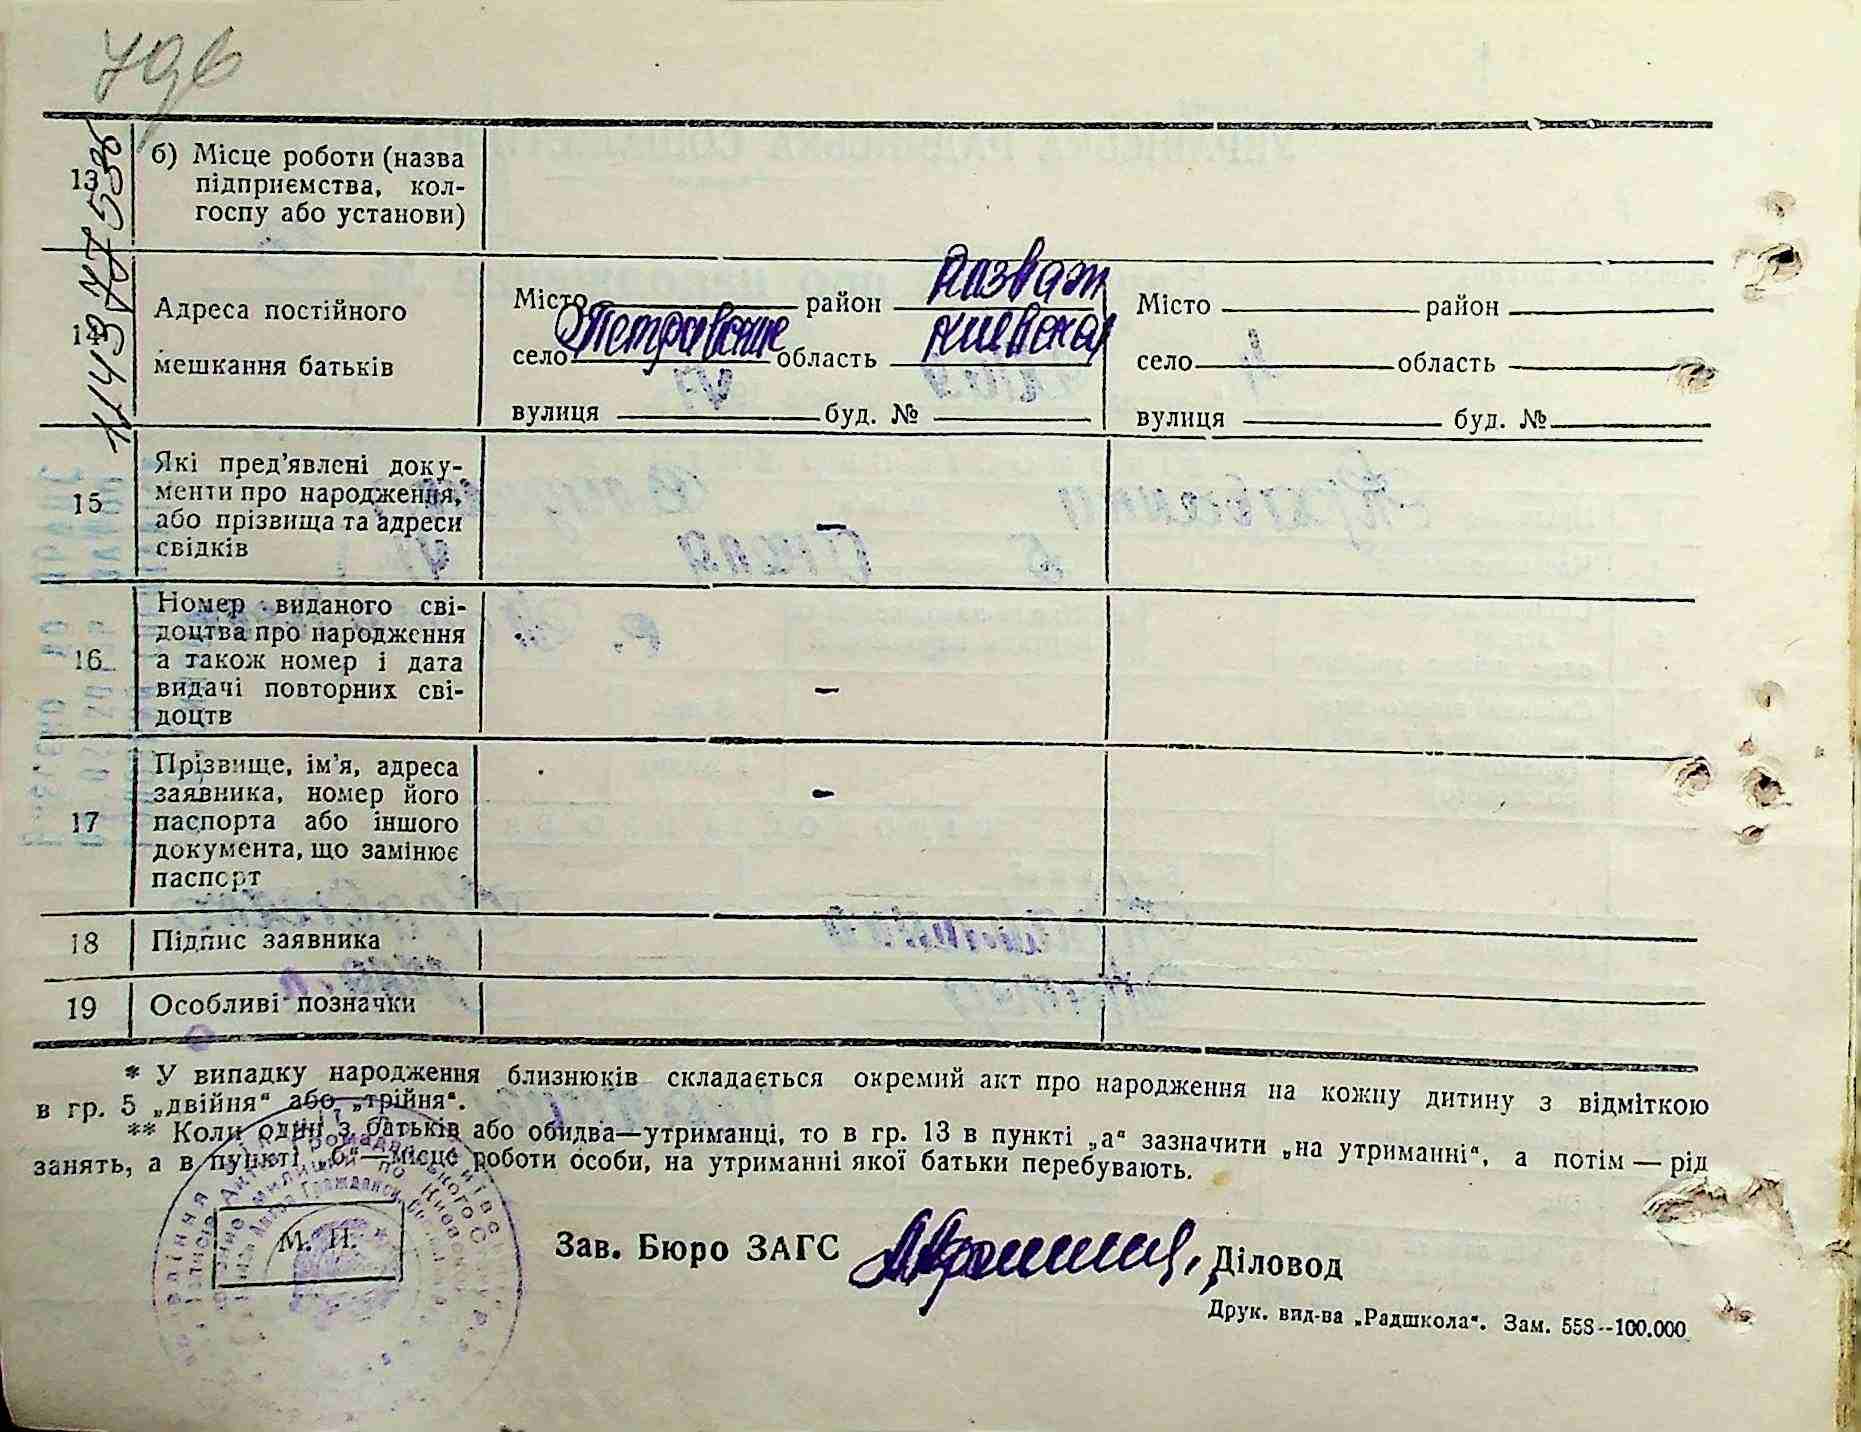 796
13
б) Місце роботи (назва
підприємства, кол-
госпу або установи)
14
Адреса постійного
мешкання батьків
Місто район
село Петровське область Киевская
вулиця буд. №
Місто район
село область
вулиця буд. №
15
Які пред'явлені доку-
менти про народження,
або прізвища та адреси
свідків
–
16
Номер виданого сві-
доцтва про народження
а також номер і дата
видачі повторних сві-
доцтв
–
17
Прізвище, ім'я, адреса
заявника, номер його
паспорта або іншого
документа, що замінює
паспорт
–
18
Підпис заявника
19
Особливі позначки
* У випадку народження близнюків складається окремий акт про народження на кожну дитину з відміткою
в гр. 5 „двійня“ або „трійня“.
** Коли один з батьків або обидва—утриманці, то в гр. 13 в пункті „а“ зазначити „на утриманні“, а потім — рід
занять, а в пункті „б“—місце роботи особи, на утриманні якої батьки перебувають.
М. П.
Зав. Бюро ЗАГС
Діловод
Друк. вид-ва „Радшкола“. Зам. 558--100.000